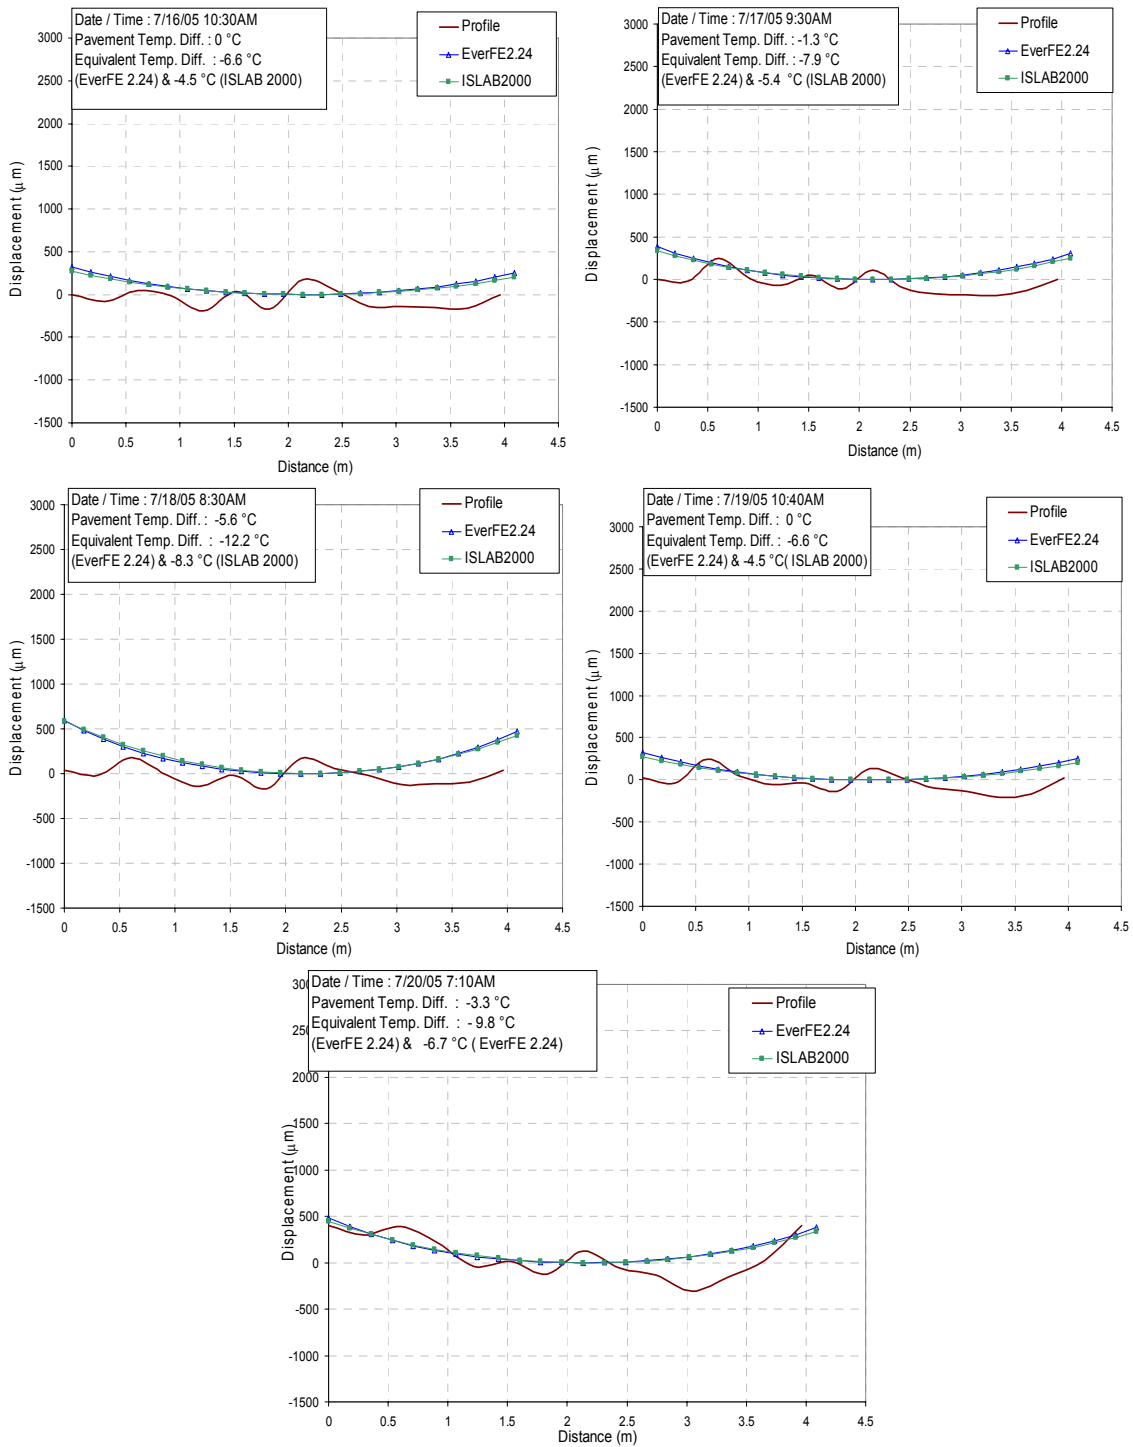 Date / Time : 7/16/05 10:30AM
Pavement Temp. Diff. : 0 °C
Equivalent Temp. Diff. : -6.6 °C
(EverFE 2.24) & -4.5 °C (ISLAB 2000)
Profile
EverFE2.24
ISLAB2000
3000
2500
2000
1500
1000
500
0
-500
-1000
-1500
Displacement (μm)
0 0.5 1 1.5 2 2.5 3 3.5 4 4.5
Distance (m)
Date / Time : 7/17/05 9:30AM
Pavement Temp. Diff. : -1.3 °C
Equivalent Temp. Diff. : -7.9 °C
(EverFE 2.24) & -5.4 °C (ISLAB 2000)
Profile
EverFE2.24
ISLAB2000
3000
2500
2000
1500
1000
500
0
-500
-1000
-1500
Displacement (μm)
0 0.5 1 1.5 2 2.5 3 3.5 4 4.5
Distance (m)
Date / Time : 7/18/05 8:30AM
Pavement Temp. Diff. : -5.6 °C
Equivalent Temp. Diff. : -12.2 °C
(EverFE 2.24) & -8.3 °C (ISLAB 2000)
Profile
EverFE2.24
ISLAB2000
3000
2500
2000
1500
1000
500
0
-500
-1000
-1500
Displacement (μm)
0 0.5 1 1.5 2 2.5 3 3.5 4 4.5
Distance (m)
Date / Time : 7/19/05 10:40AM
Pavement Temp. Diff. : 0 °C
Equivalent Temp. Diff. : -6.6 °C
(EverFE 2.24) & -4.5 °C( ISLAB 2000)
Profile
EverFE2.24
ISLAB2000
3000
2500
2000
1500
1000
500
0
-500
-1000
-1500
Displacement (μm)
0 0.5 1 1.5 2 2.5 3 3.5 4 4.5
Distance (m)
Date / Time : 7/20/05 7:10AM
Pavement Temp. Diff. : -3.3 °C
Equivalent Temp. Diff. : - 9.8 °C
(EverFE 2.24) & -6.7 °C ( EverFE 2.24)
Profile
EverFE2.24
ISLAB2000
2000
1500
1000
500
0
-500
-1000
-1500
Displacement (μm)
0 0.5 1 1.5 2 2.5 3 3.5 4 4.5
Distance (m)